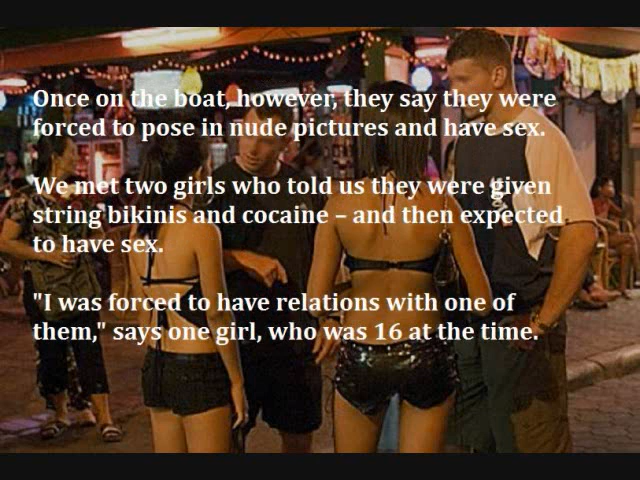 Once on the boat, however, they say they were
forced to pose in nude pictures and have sex.
We met two girls who told us they were given
string bikinis and cocaine – and then expected
to have sex.
"I was forced to have relations with one of
them," says one girl, who was 16 at the time.